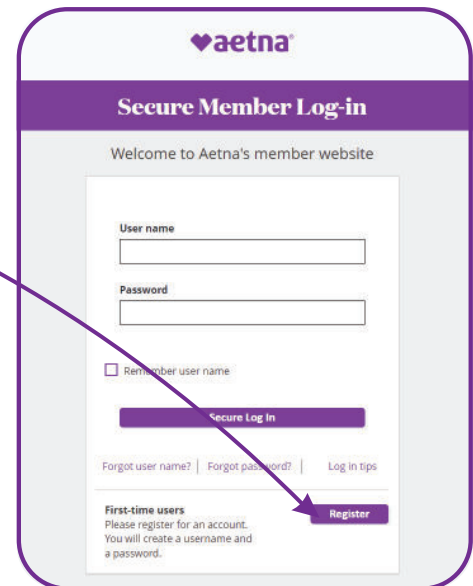 aetna®
Secure Member Log-in
Welcome to Aetna's member website
User name
Password
Remember user name
Secure Log In
Forgot user name? | Forgot password? | Log in tips
First-time users
Please register for an account.
You will create a username and
a password.
Register